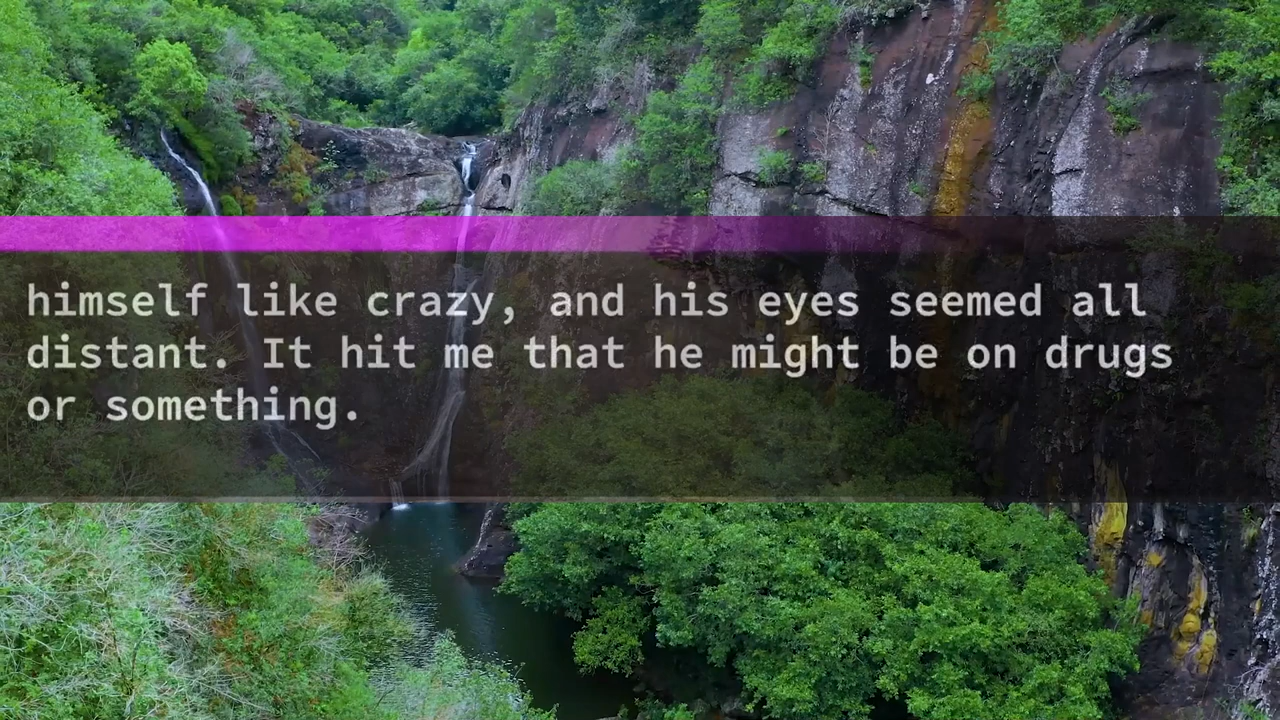 himself like crazy, and his eyes seemed all
distant. It hit me that he might be on drugs
or something.